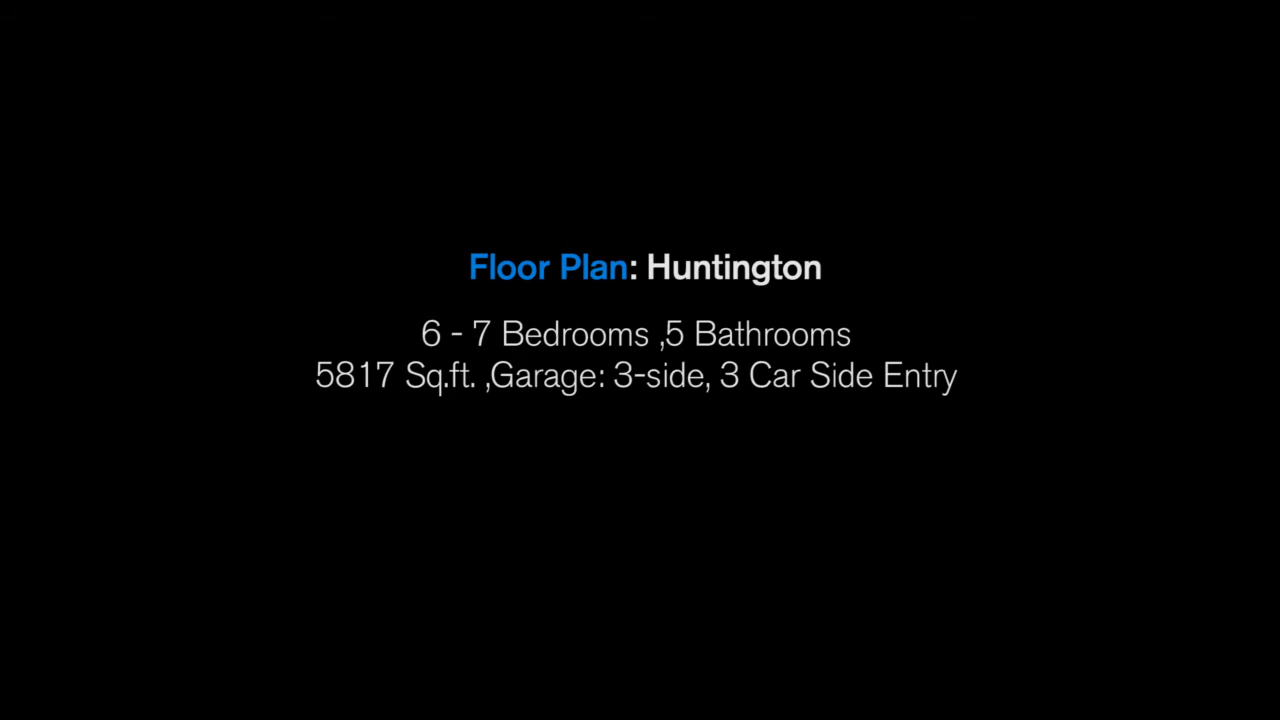 Floor Plan: Huntington
6 - 7 Bedrooms ,5 Bathrooms
5817 Sq.ft. ,Garage: 3-side, 3 Car Side Entry